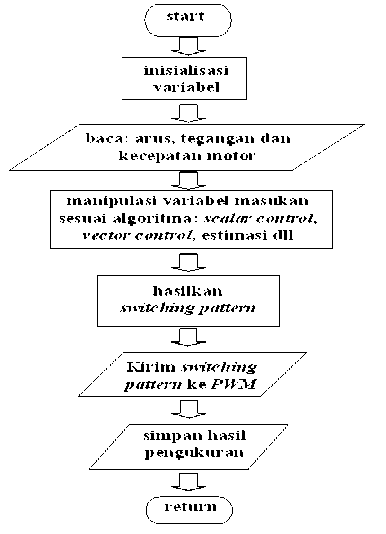 start
inisialisasi
variabel
baca: arus, tegangan dan
kecepatan motor
manipulasi variabel masukan
sesuai algoritma: scalar control,
vector control, estimasi dll
hasilkan
switching pattern
Kirim switching
pattern ke PWM
simpan hasil
pengukuran
return